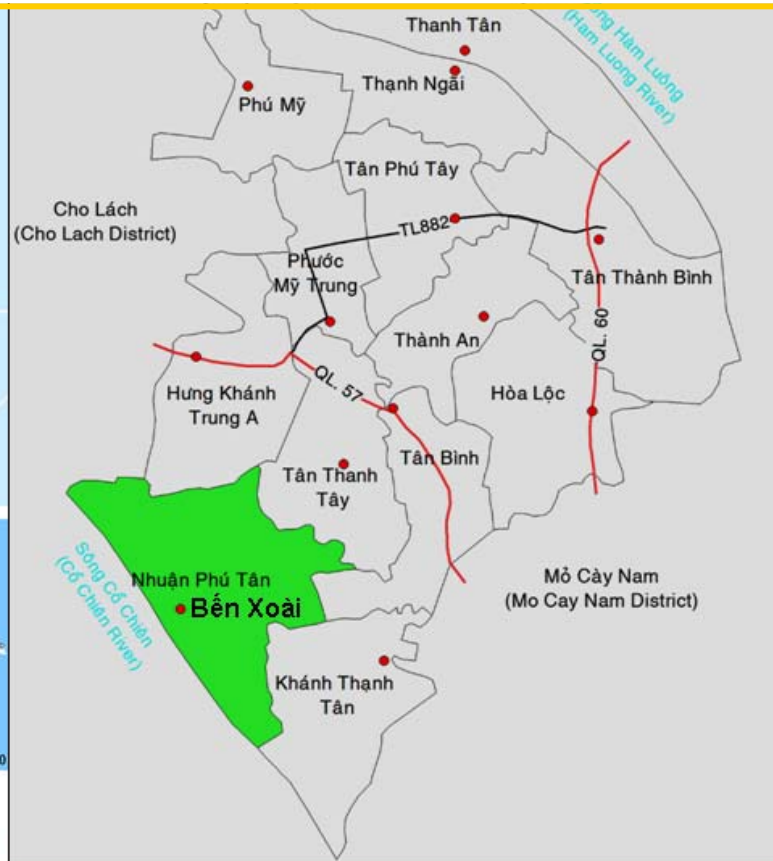 Thanh Tân
Hàm Luông
(Ham Luong River)
Thạnh Ngãi
Phú Mỹ
Tân Phú Tây
Cho Lách
(Cho Lach District)
TL882
Phước
Mỹ Trung
Tân Thành Bình
Thành An
QL. 60
QL. 57
Hưng Khánh
Trung A
Hòa Lộc
Tân Bình
Tân Thanh
Tây
Sông Cổ Chiên
(Cổ Chiên River)
Nhuận Phú Tân
Bến Xoài
Mỏ Cày Nam
(Mo Cay Nam District)
Khánh Thạnh
Tân